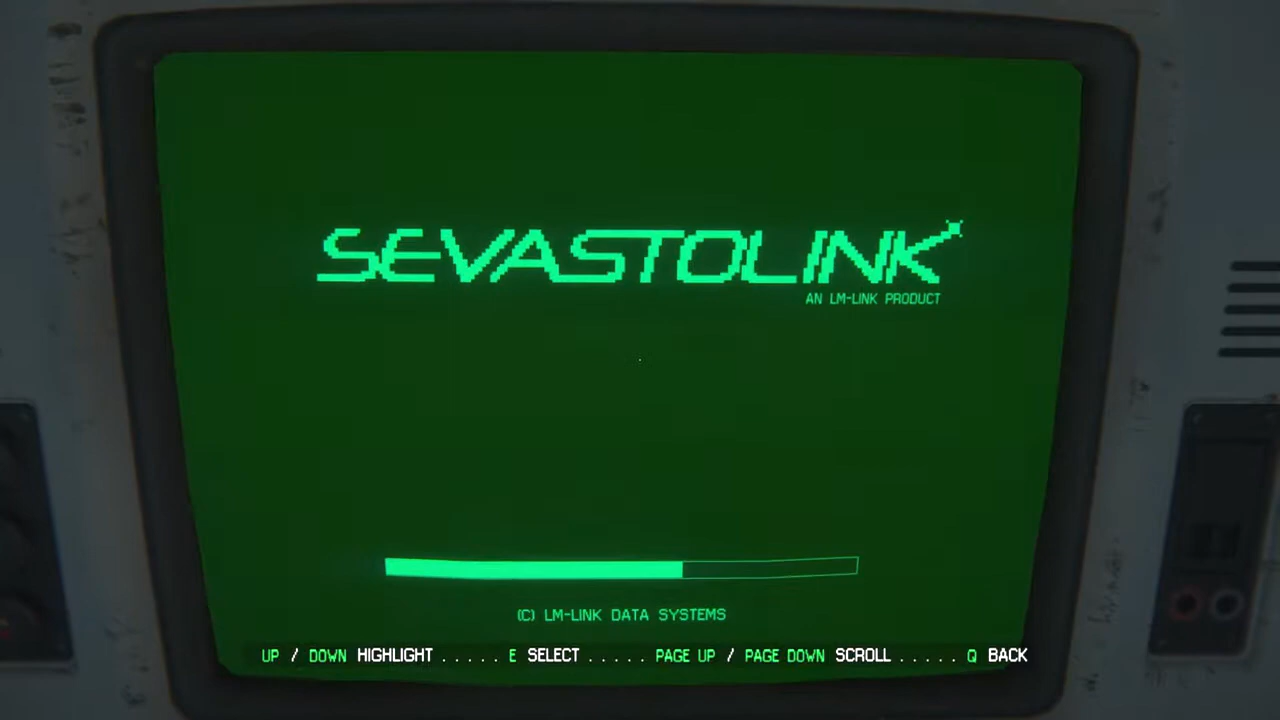 SEVASTOLINK
AN LM-LINK PRODUCT
(C) LM-LINK DATA SYSTEMS
UP / DOWN HIGHLIGHT ..... E SELECT ..... PAGE UP / PAGE DOWN SCROLL ..... Q BACK